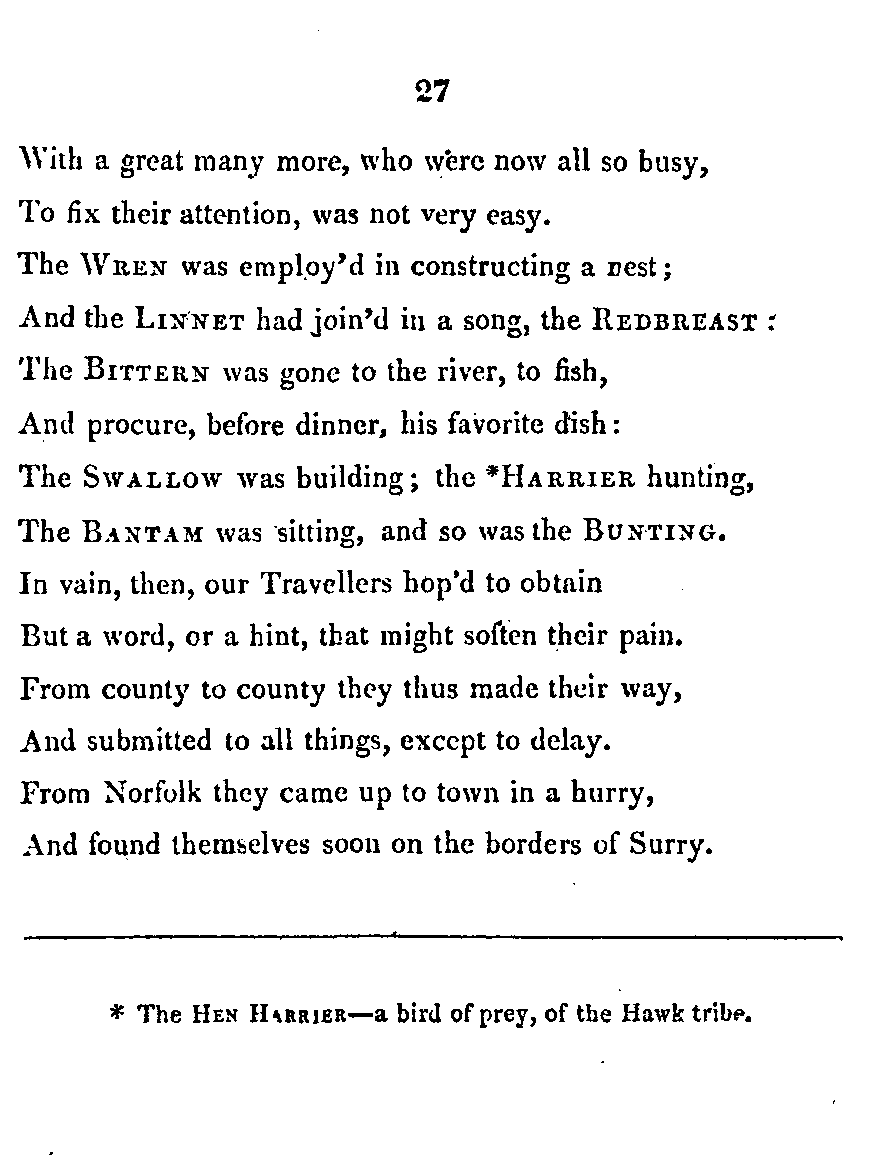 27
With a great many more, who were now all so busy,
To fix their attention, was not very easy.
The WREN was employ'd in constructing a nest;
And the LINNET had join'd in a song, the REDBREAST:
The BITTERN was gone to the river, to fish,
And procure, before dinner, his favorite dish:
The SWALLOW was building; the *HARRIER hunting,
The BANTAM was sitting, and so was the BUNTING.
In vain, then, our Travellers hop'd to obtain
But a word, or a hint, that might soften their pain.
From county to county they thus made their way,
And submitted to all things, except to delay.
From Norfolk they came up to town in a hurry,
And found themselves soon on the borders of Surry.
* The HEN HARRIER—a bird of prey, of the Hawk tribe.